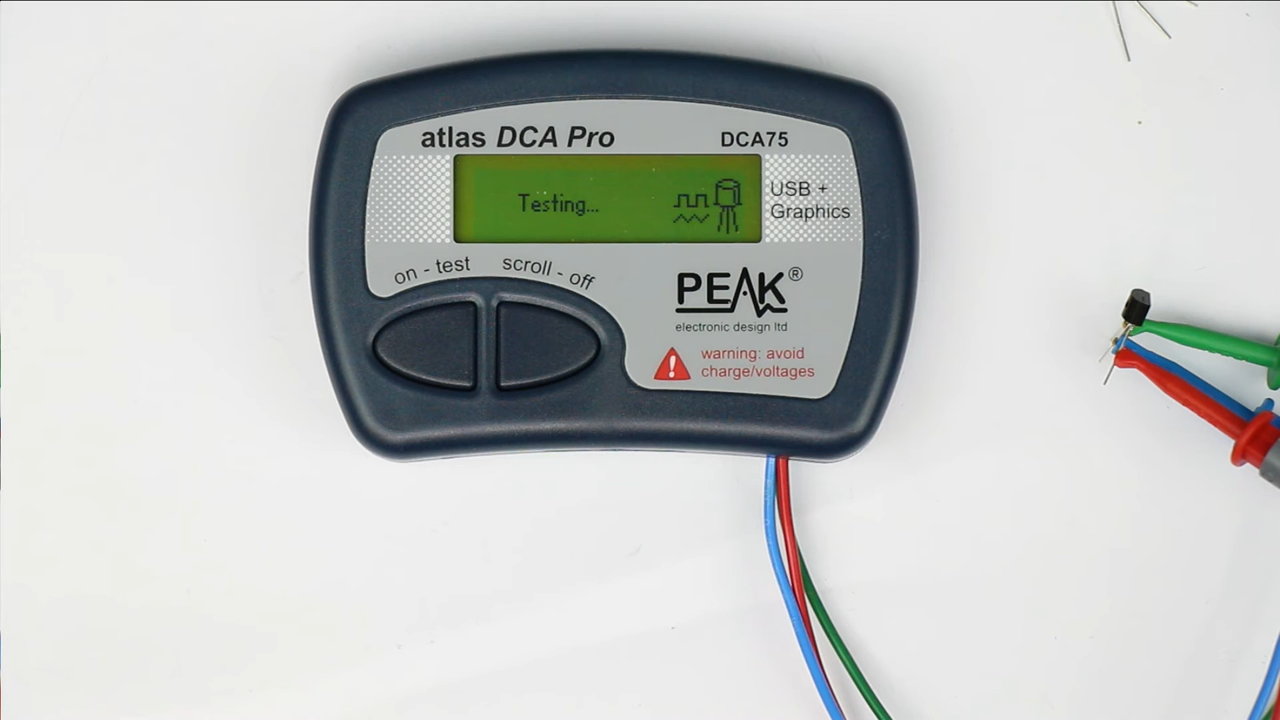 atlas DCA Pro
DCA75
Testing...
USB +
Graphics
on - test
scroll - off
PEAK®
electronic design ltd
warning: avoid
charge/voltages